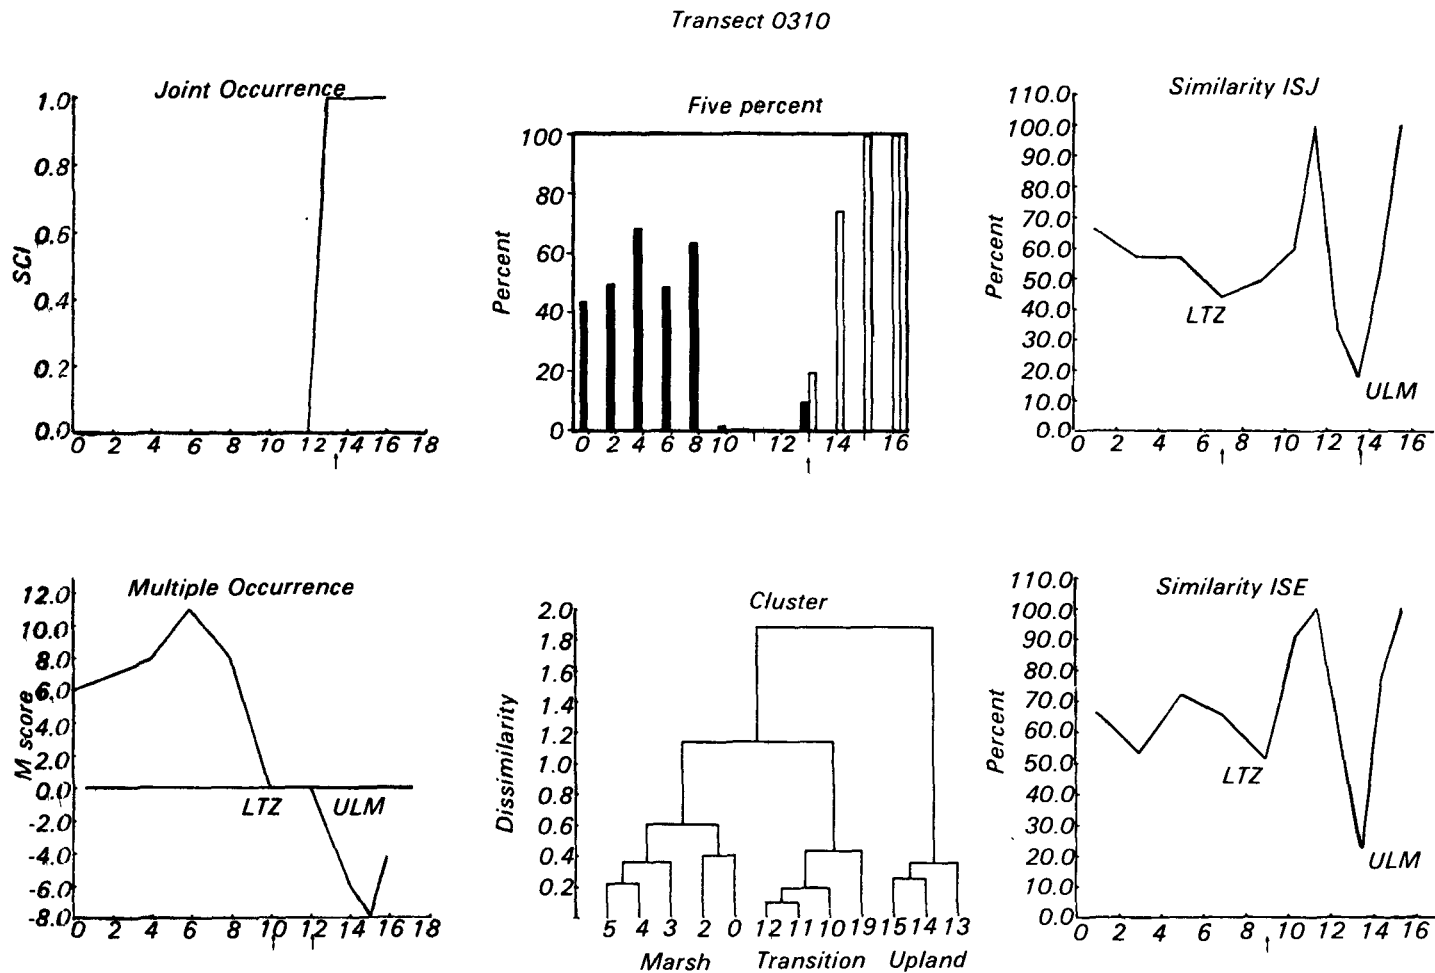 Transect 0310
Joint Occurrence
SCI
1.0
0.8
0.6
0.4
0.2
0.0
0 2 4 6 8 10 12 14 16 18
Five percent
Percent
100
80
60
40
20
0
0 2 4 6 8 10 14 16
Similarity ISJ
Percent
110.0
100.0
90.0
80.0
70.0
60.0
50.0
40.0
30.0
20.0
10.0
0.0
LTZ
ULM
0 2 4 6 8 10 12 14 16
Multiple Occurrence
M score
12.0
10.0
8.0
6.0
4.0
2.0
0.0
-2.0
-4.0
-6.0
-8.0
LTZ ULM
0 2 4 6 8 10 12 14 16 18
Cluster
Dissimilarity
2.0
1.8
1.6
1.4
1.2
1.0
0.8
0.6
0.4
0.2
5 4 3 2 0 12 11 10 19 15 14 13
Marsh Transition Upland
Similarity ISE
Percent
110.0
100.0
90.0
80.0
70.0
60.0
50.0
40.0
30.0
20.0
10.0
0.0
LTZ
ULM
0 2 4 6 8 10 12 14 16